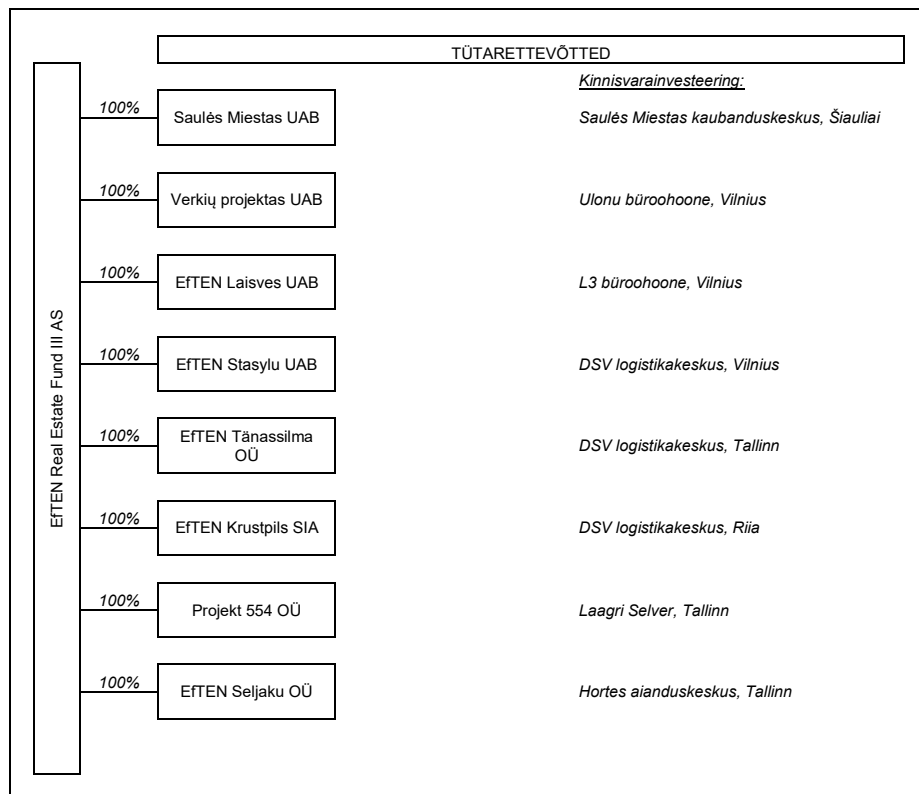 TÜTARETTEVÕTTED
Kinnisvarainvesteering:
EfTEN Real Estate Fund III AS
100%
Saulės Miestas UAB
Saulės Miestas kaubanduskeskus, Šiauliai
100%
Verkių projektas UAB
Ulonu büroohoone, Vilnius
100%
EfTEN Laisves UAB
L3 büroohoone, Vilnius
100%
EfTEN Stasylu UAB
DSV logistikakeskus, Vilnius
100%
EfTEN Tänassilma
OÜ
DSV logistikakeskus, Tallinn
100%
EfTEN Krustpils SIA
DSV logistikakeskus, Riia
100%
Projekt 554 OÜ
Laagri Selver, Tallinn
100%
EfTEN Seljaku OÜ
Hortes aianduskeskus, Tallinn